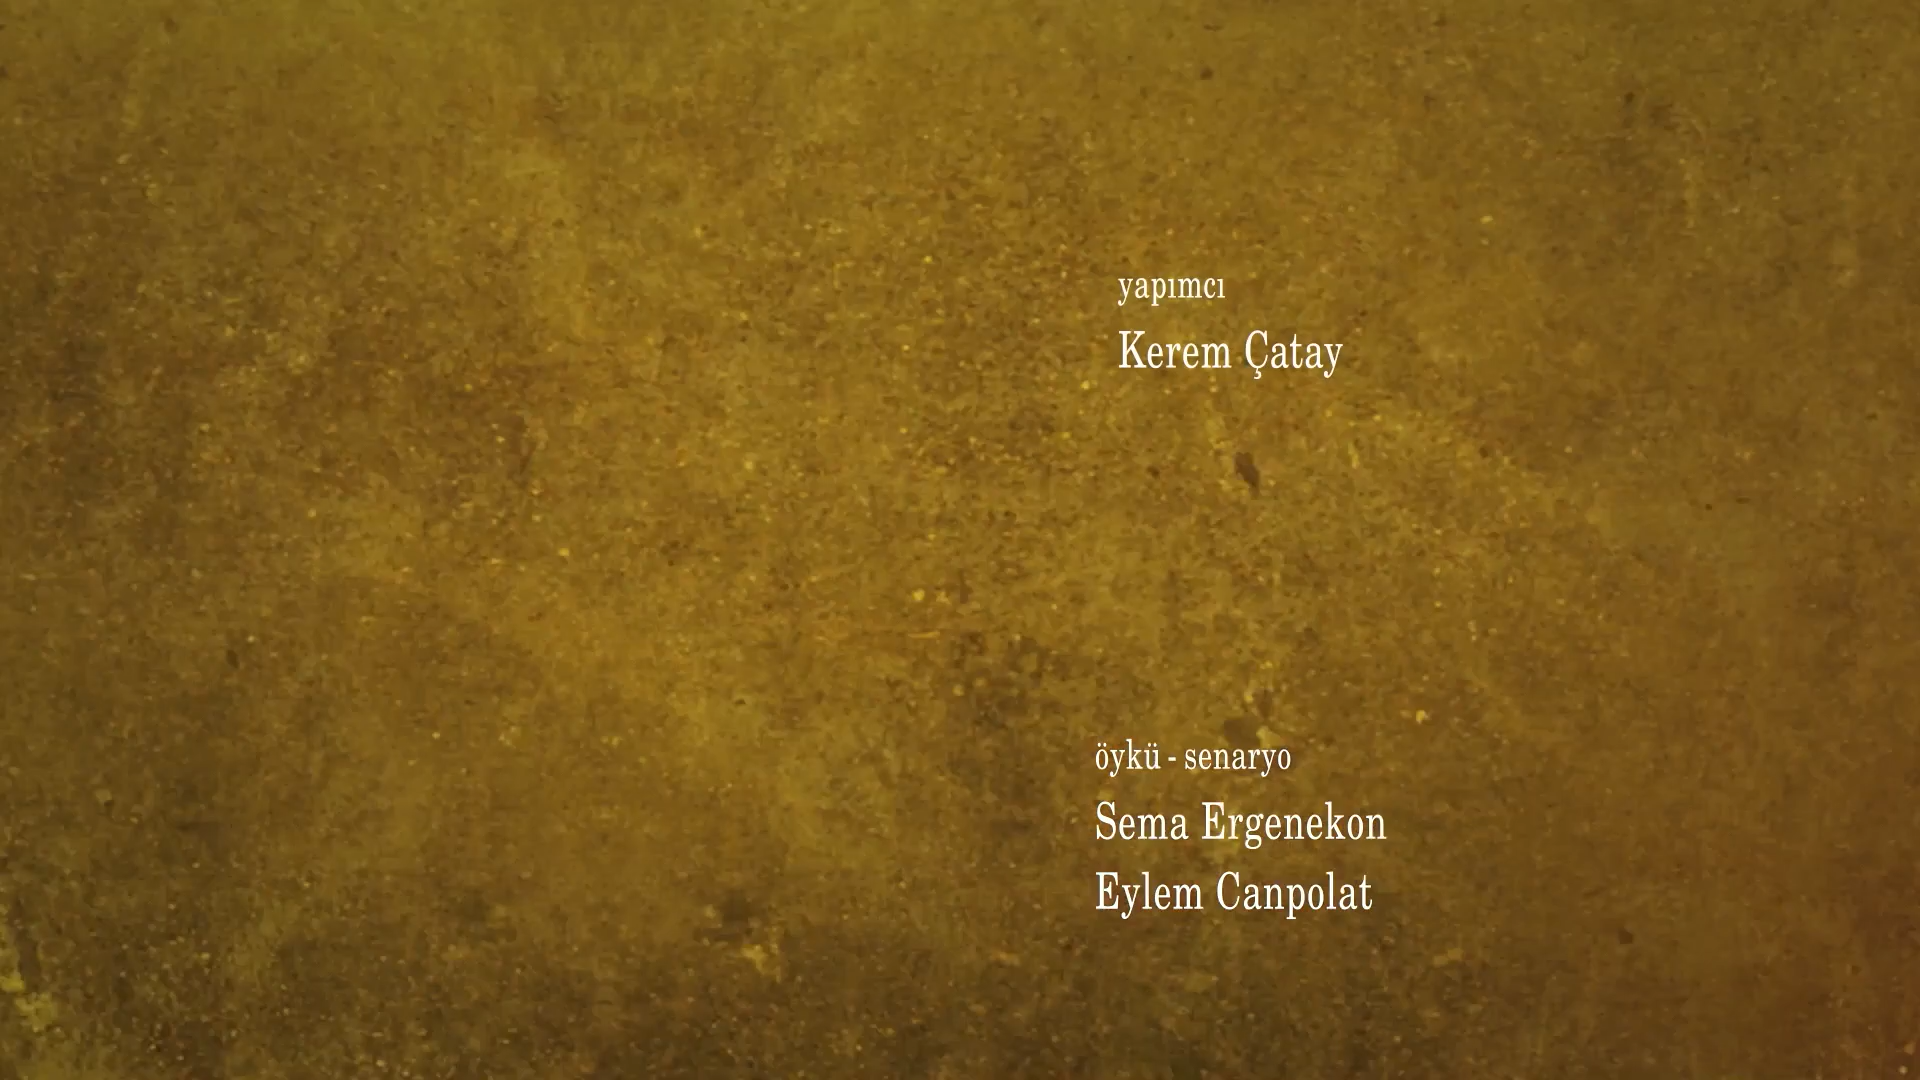 yapımcı
Kerem Çatay
öykü - senaryo
Sema Ergenekon
Eylem Canpolat